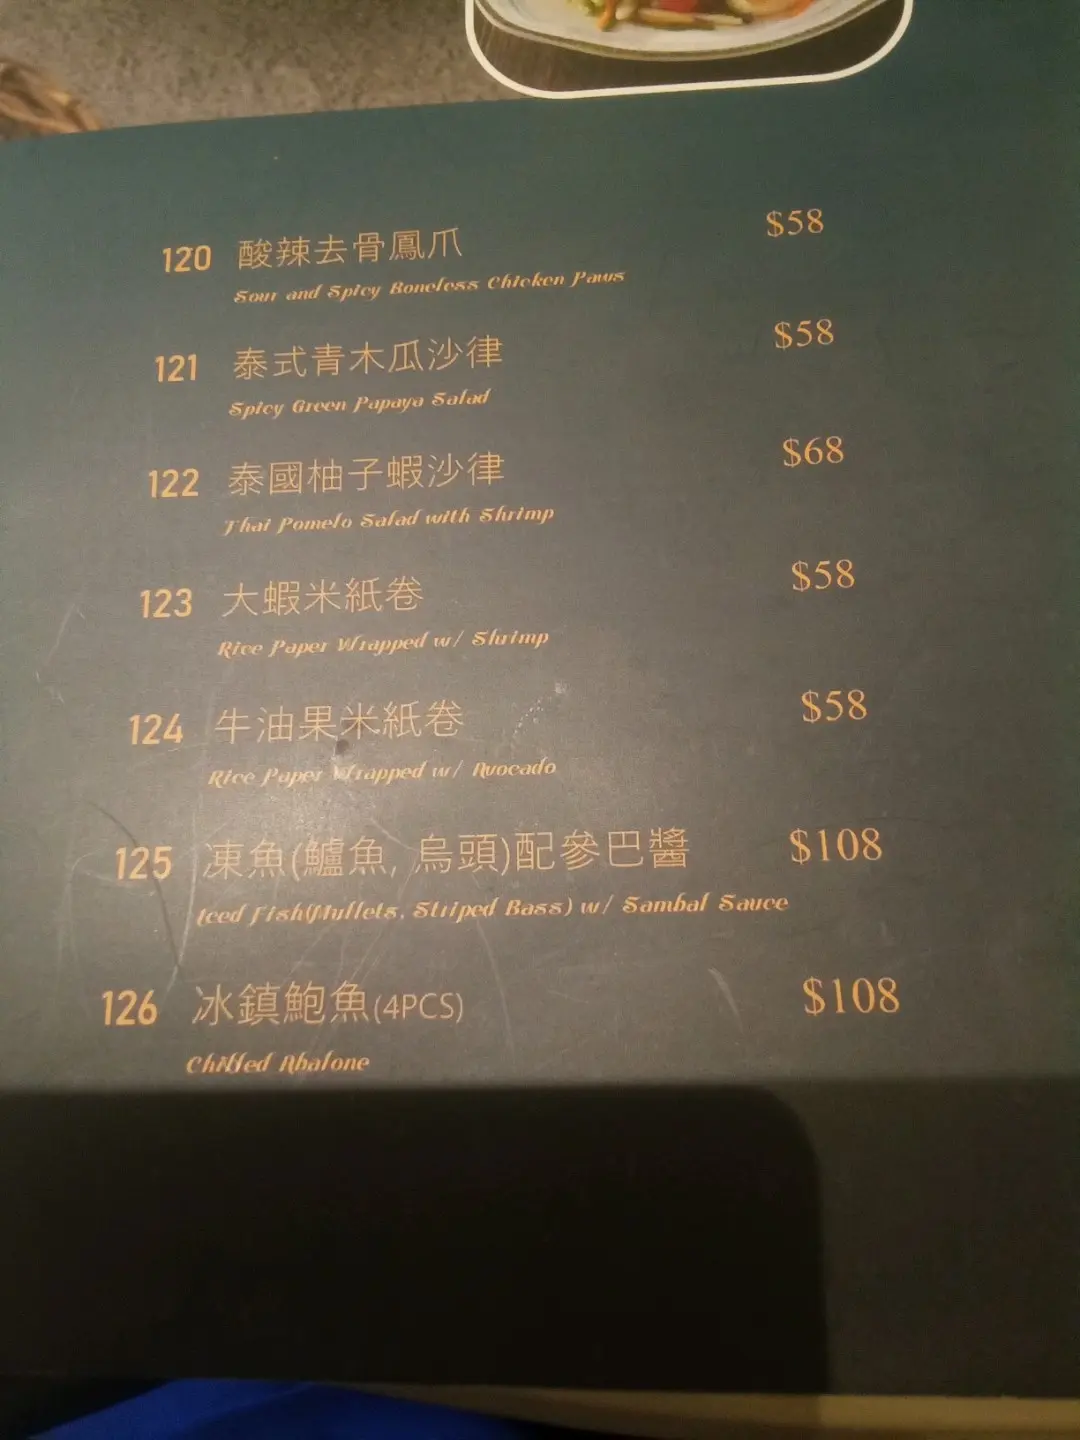 120 酸辣去骨鳳爪 $58
Sour and Spicy Boneless Chicken Paws
121 泰式青木瓜沙律 $58
Spicy Green Papaya Salad
122 泰國柚子蝦沙律 $68
Thai Pomelo Salad with Shrimp
123 大蝦米紙卷 $58
Rice Paper Wrapped w/ Shrimp
124 牛油果米紙卷 $58
Rice Paper Wrapped w/ Avocado
125 凍魚(鱸魚, 烏頭)配參巴醬 $108
Iced Fish(Mullets, Striped Bass) w/ Sambal Sauce
126 冰鎮鮑魚(4PCS) $108
Chilled Abalone